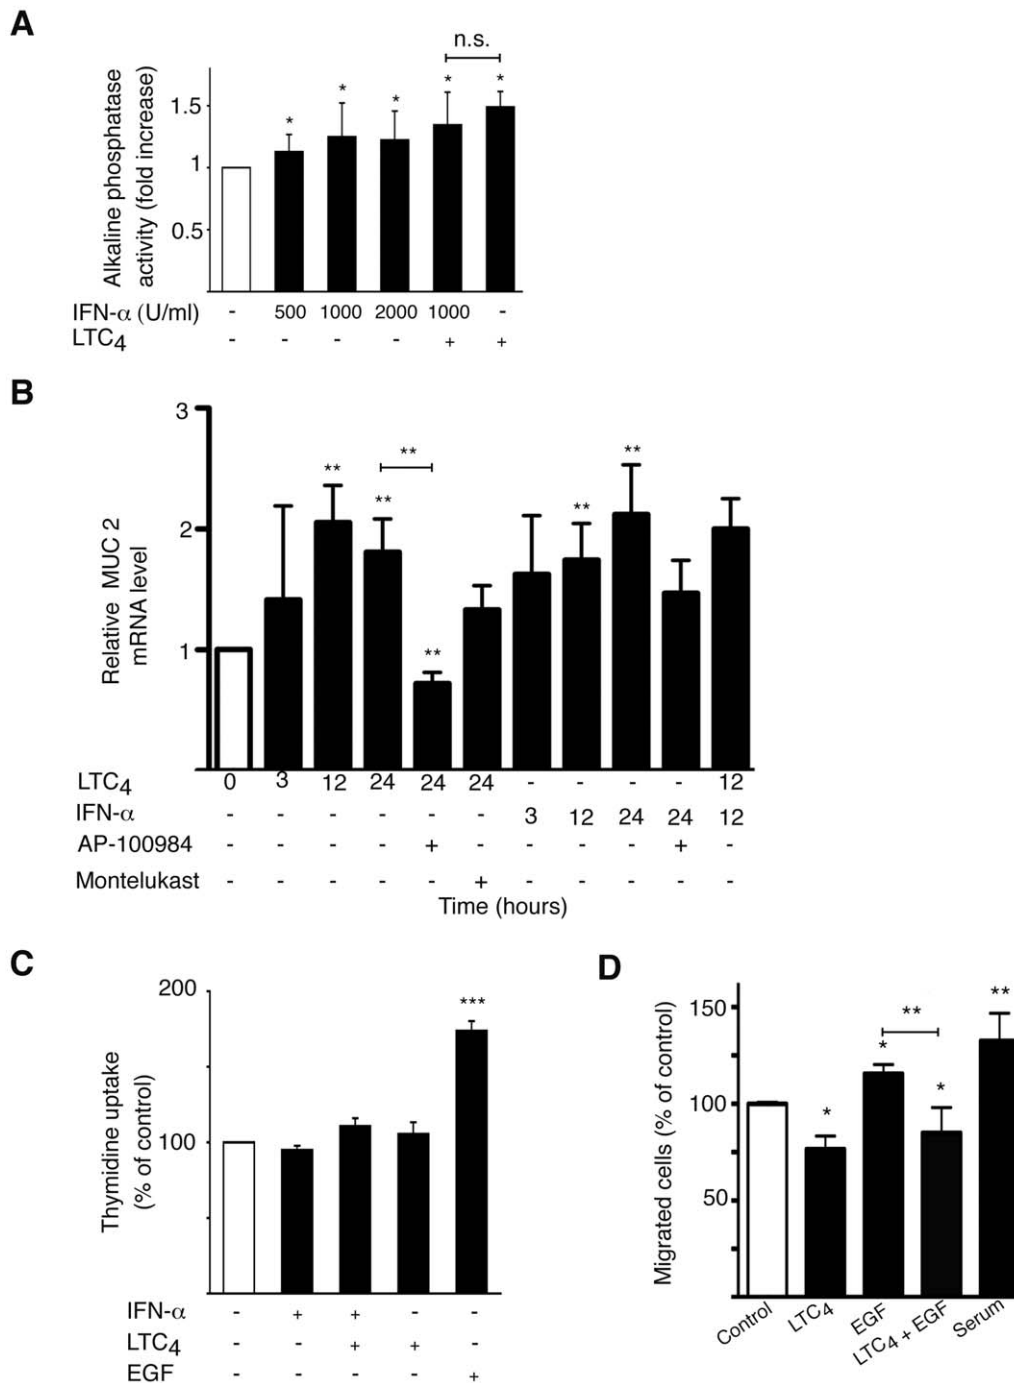 A
n.s.
Alkaline phosphatase
activity (fold increase)
1.5
1
0.5
* * * * *
IFN-α (U/ml) - 500 1000 2000 1000 -
LTC4 - - - - + +
B
Relative MUC 2
mRNA level
3
2
1
** ** ** ** ** **
LTC4 0 3 12 24 24 24 - - - - 12
IFN-α - - - - - - 3 12 24 24 12
AP-100984 - - - - + - - - - + -
Montelukast - - - - - + - - - - -
Time (hours)
C
Thymidine uptake
(% of control)
200
100
***
IFN-α - + + - -
LTC4 - - + + -
EGF - - - - +
D
Migrated cells (% of control)
150
100
50
* * ** * **
Control LTC4 EGF LTC4 + EGF Serum